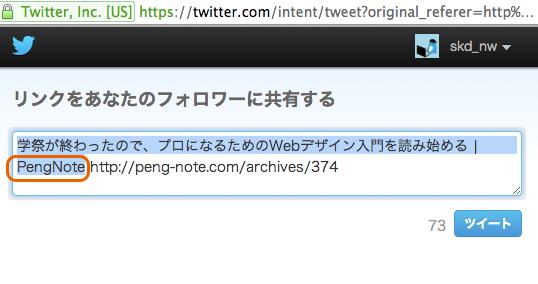 Twitter, Inc. [US] https://twitter.com/intent/tweet?original_referer=http%...
skd_nw
リンクをあなたのフォロワーに共有する
学祭が終わったので、プロになるためのWebデザイン入門を読み始める |
PengNote http://peng-note.com/archives/374
73 ツイート